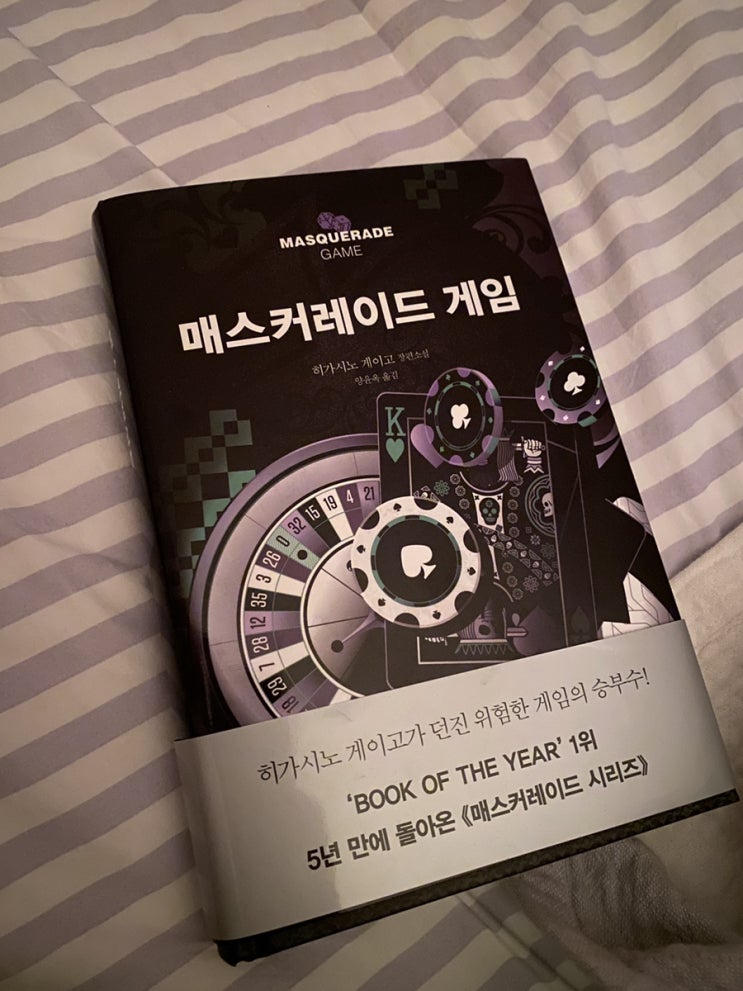 MASQUERADE
GAME
매스커레이드 게임
히가시노 게이고 장편소설
양윤옥 옮김
K
21
4
19
15
32
0
26
3
35
12
28
7
29
18
히가시노 게이고가 던진 위험한 게임의 승부수!
‘BOOK OF THE YEAR’ 1위
5년 만에 돌아온 《매스커레이드 시리즈》